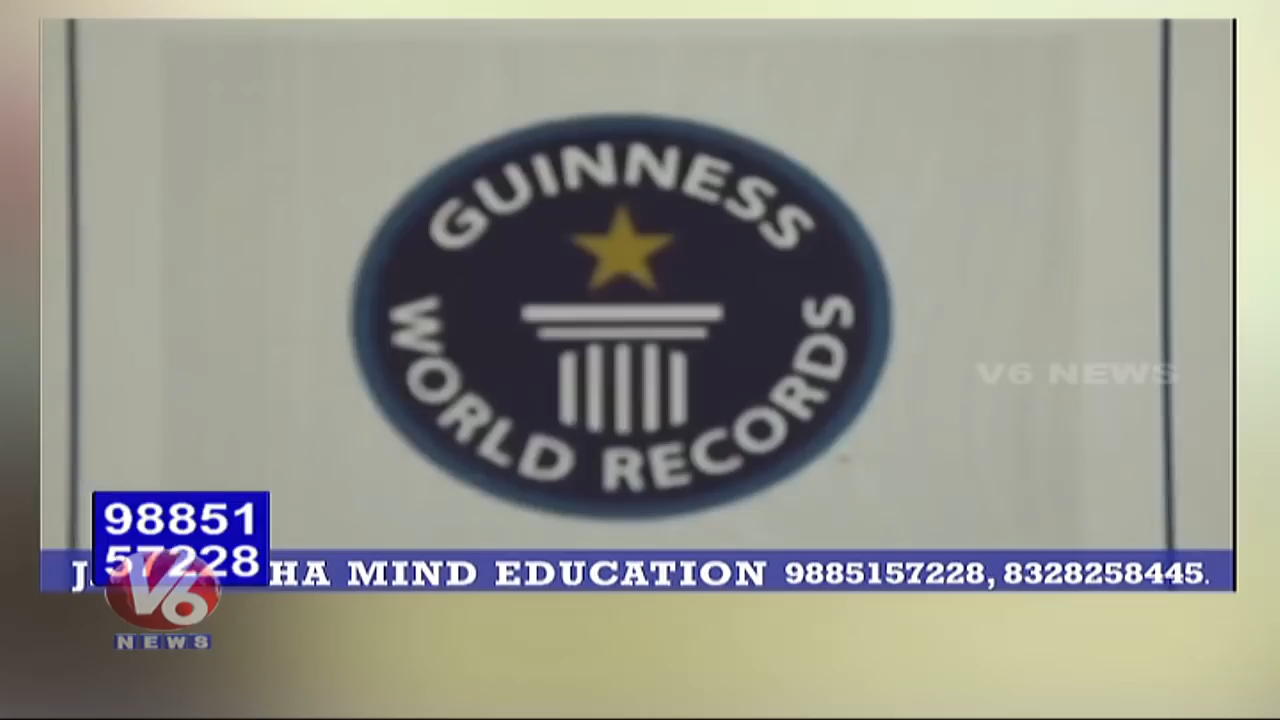 GUINNESS
WORLD RECORDS
V6 NEWS
98851
57228
HA MIND EDUCATION 9885157228, 8328258445.
V6
NEWS